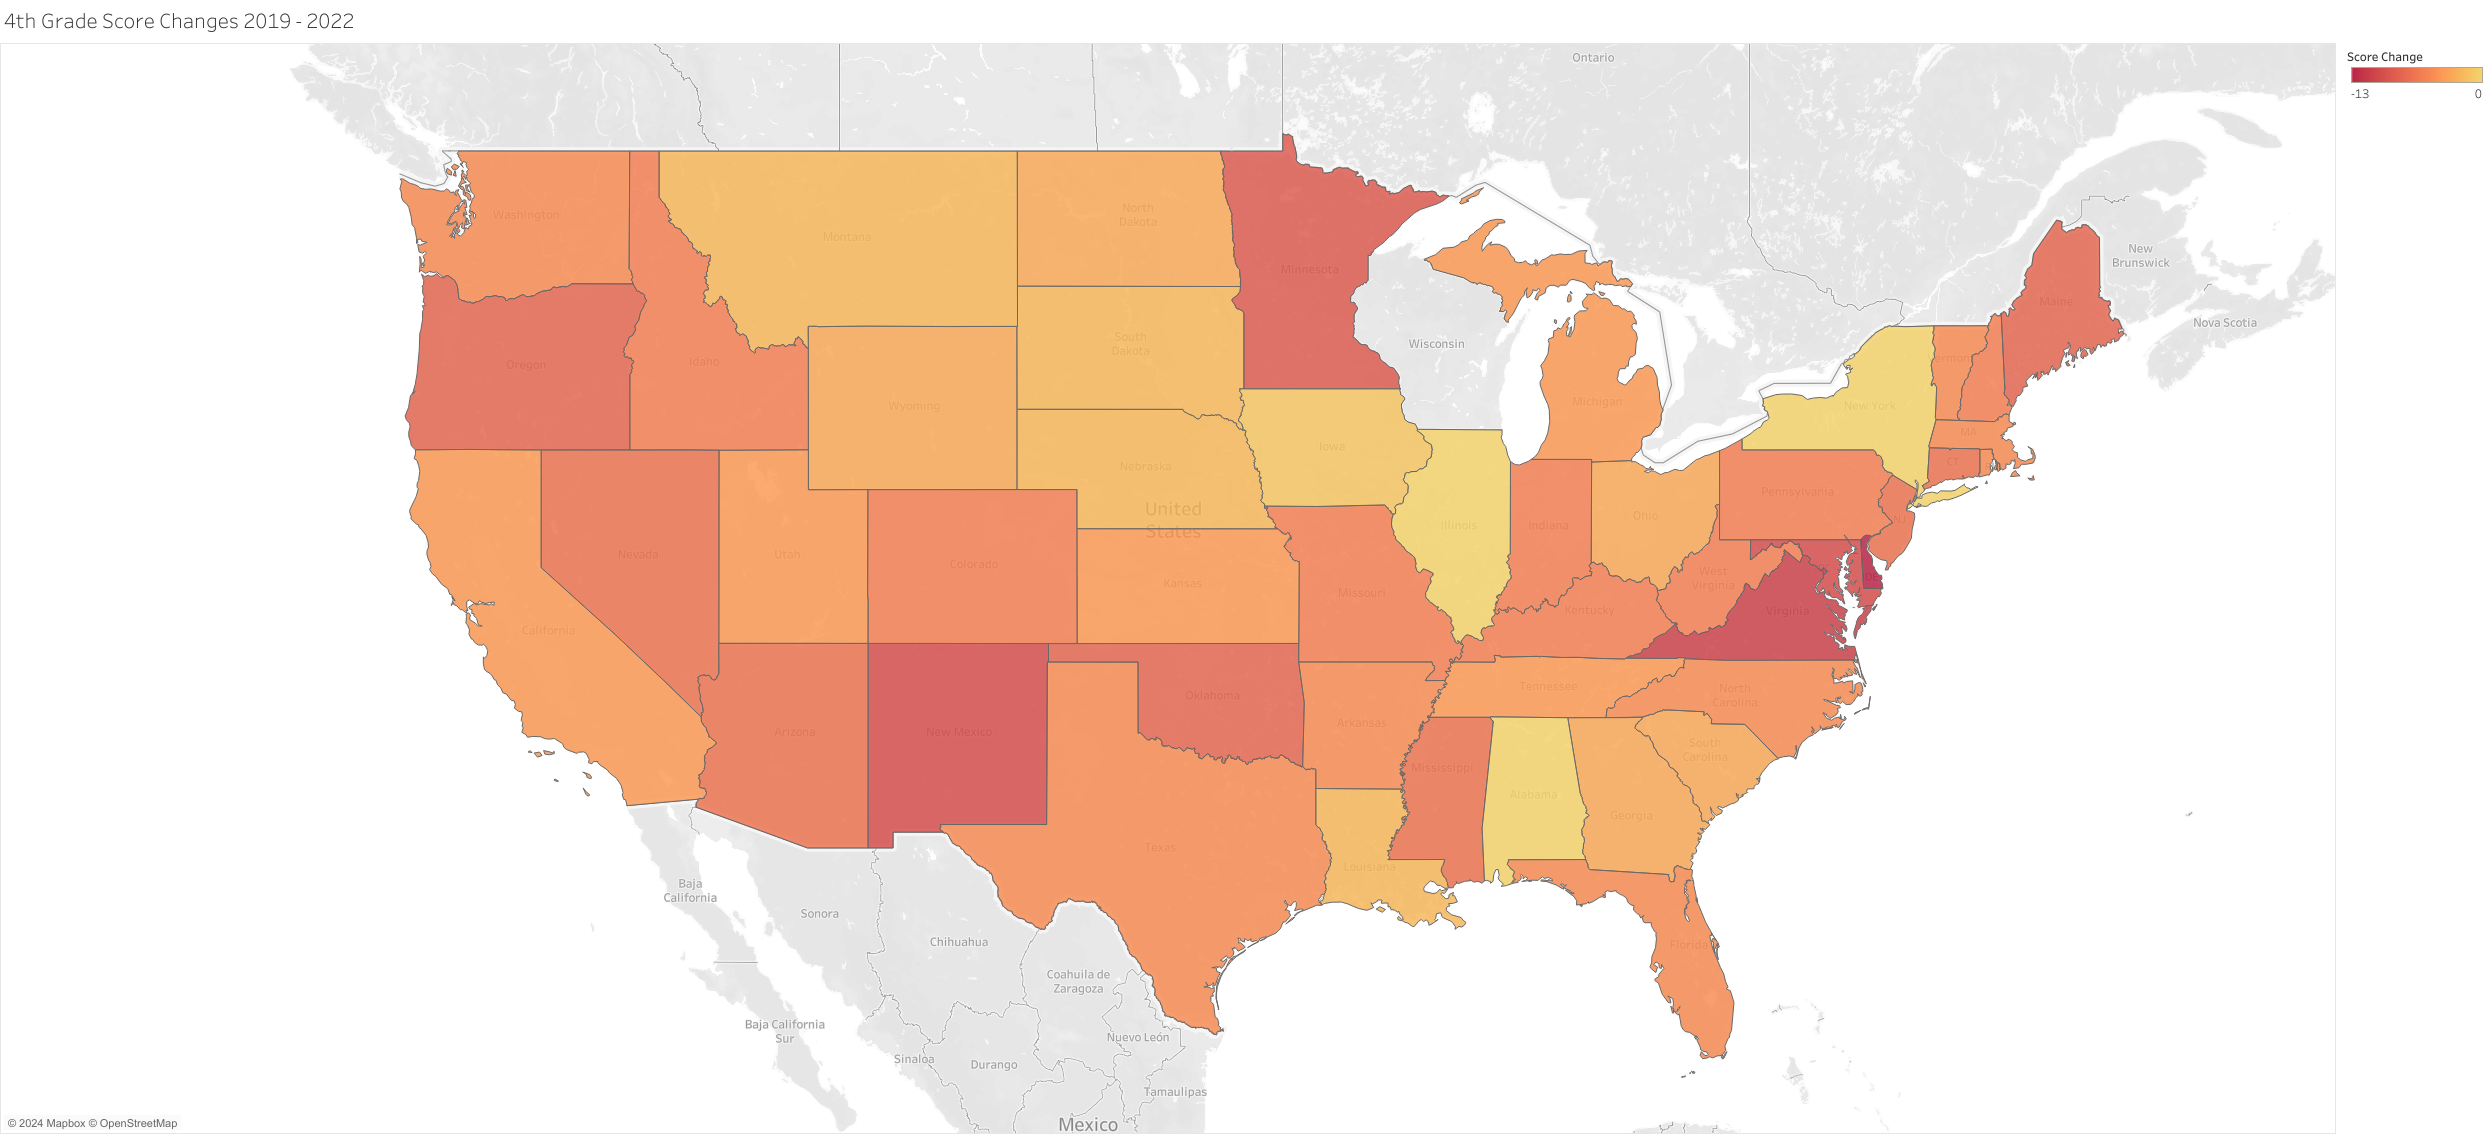 4th Grade Score Changes 2019 - 2022
Score Change
-13
0
Ontario
New
Brunswick
Nova Scotia
Washington
Montana
North
Dakota
Minnesota
Maine
Oregon
Idaho
Wyoming
South
Dakota
Wisconsin
Michigan
New York
Vermont
MA
CT
Nebraska
Iowa
United
States
Illinois
Indiana
Ohio
Pennsylvania
NJ
Nevada
Utah
Colorado
Kansas
Missouri
Kentucky
West
Virginia
Virginia
DE
California
Arizona
New Mexico
Oklahoma
Arkansas
Tennessee
North
Carolina
South
Carolina
Mississippi
Alabama
Georgia
Texas
Louisiana
Florida
Baja
California
Sonora
Chihuahua
Coahuila de
Zaragoza
Baja California
Sur
Sinaloa
Durango
Nuevo León
Tamaulipas
Mexico
© 2024 Mapbox © OpenStreetMap